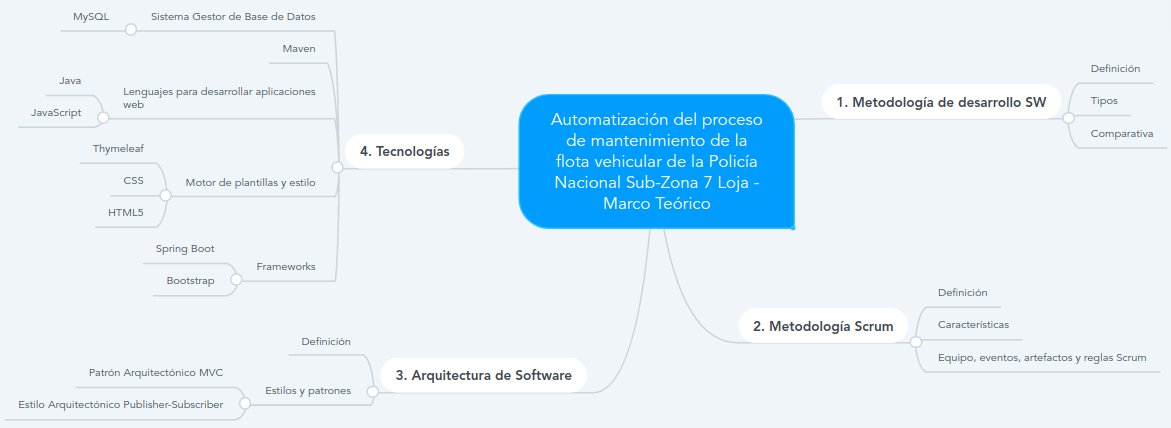 Automatización del proceso
de mantenimiento de la
flota vehicular de la Policía
Nacional Sub-Zona 7 Loja -
Marco Teórico
1. Metodología de desarrollo SW
Definición
Tipos
Comparativa
2. Metodología Scrum
Definición
Características
Equipo, eventos, artefactos y reglas Scrum
3. Arquitectura de Software
Definición
Estilos y patrones
Patrón Arquitectónico MVC
Estilo Arquitectónico Publisher-Subscriber
4. Tecnologías
Sistema Gestor de Base de Datos
MySQL
Maven
Lenguajes para desarrollar aplicaciones
web
Java
JavaScript
Motor de plantillas y estilo
Thymeleaf
CSS
HTML5
Frameworks
Spring Boot
Bootstrap